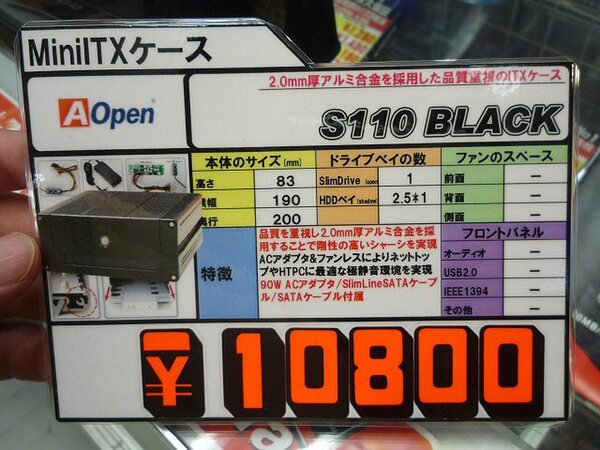 MiniITXケース
2.0mm厚アルミ合金を採用した品質重視のITXケース
AOpen
S110 BLACK
本体のサイズ(mm)
高さ 83
横幅 190
奥行 200
ドライブベイの数
SlimDrive (open) 1
HDDベイ (shadow) 2.5*1
ファンのスペース
前面 －
背面 －
側面 －
特徴
品質を重視し2.0mm厚アルミ合金を採
用することで剛性の高いシャーシを実現
ACアダプタ&ファンレスによりネットトッ
プやHTPCに最適な極静音環境を実現
90W ACアダプタ/SlimLineSATAケーブ
ル/SATAケーブル付属
フロントパネル
オーディオ －
USB2.0 －
IEEE1394 －
その他 －
¥10800